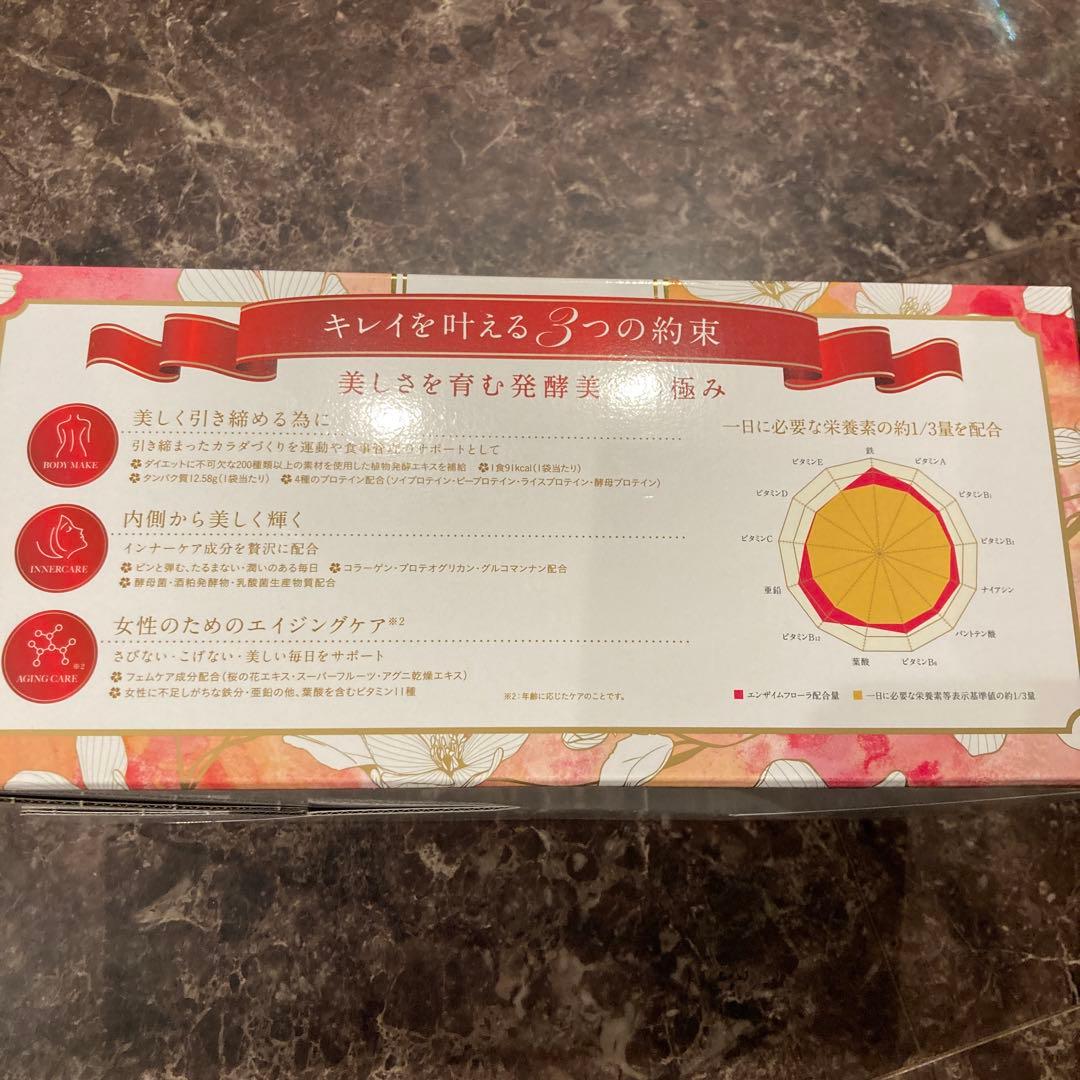 キレイを叶える3つの約束
美しさを育む発酵美 極み
BODY MAKE
美しく引き締める為に
引き締まったカラダづくりを運動や食事管理のサポートとして
ダイエットに不可欠な200種類以上の素材を使用した植物発酵エキスを補給 1食91kcal(1袋当たり)
タンパク質12.58g(1袋当たり) 4種のプロテイン配合(ソイプロテイン・ピープロテイン・ライスプロテイン・酵母プロテイン)
INNERCARE
内側から美しく輝く
インナーケア成分を贅沢に配合
ピンと弾む、たるまない・潤いのある毎日 コラーゲン・プロテオグリカン・グルコマンナン配合
酵母菌・酒粕発酵物・乳酸菌生産物質配合
※2
AGING CARE
女性のためのエイジングケア※2
さびない・こげない・美しい毎日をサポート
フェムケア成分配合(桜の花エキス・スーパーフルーツ・アグニ乾燥エキス)
女性に不足しがちな鉄分・亜鉛の他、葉酸を含むビタミン11種
※2:年齢に応じたケアのことです。
一日に必要な栄養素の約1/3量を配合
鉄
ビタミンA
ビタミンB1
ビタミンB2
ナイアシン
パントテン酸
ビタミンB6
葉酸
ビタミンB12
亜鉛
ビタミンC
ビタミンD
ビタミンE
エンザイムフローラ配合量
一日に必要な栄養素等表示基準値の約1/3量